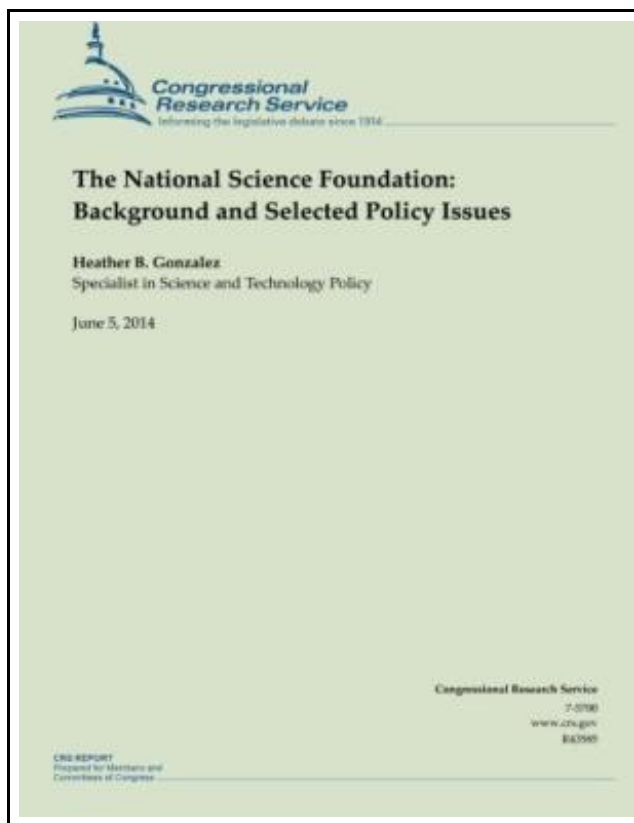 Congressional
Research Service
Informing the legislative debate since 1914
The National Science Foundation:
Background and Selected Policy Issues
Heather B. Gonzalez
Specialist in Science and Technology Policy
June 5, 2014
Congressional Research Service
7-5700
www.crs.gov
R43585
CRS REPORT
Prepared for Members and
Committees of Congress